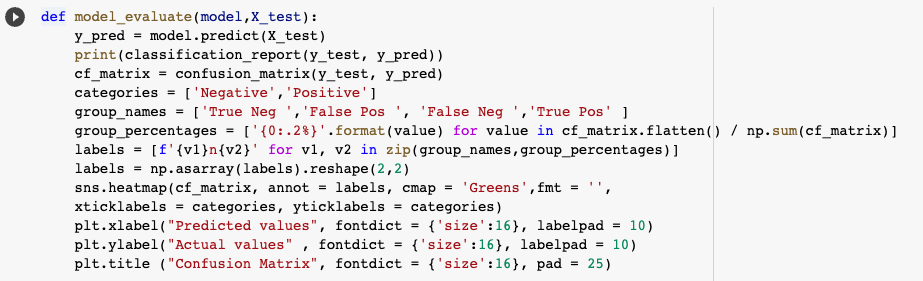 def model_evaluate(model,X_test):
    y_pred = model.predict(X_test)
    print(classification_report(y_test, y_pred))
    cf_matrix = confusion_matrix(y_test, y_pred)
    categories = ['Negative','Positive']
    group_names = ['True Neg ','False Pos ', 'False Neg ','True Pos' ]
    group_percentages = ['{0:.2%}'.format(value) for value in cf_matrix.flatten() / np.sum(cf_matrix)]
    labels = [f'{v1}n{v2}' for v1, v2 in zip(group_names,group_percentages)]
    labels = np.asarray(labels).reshape(2,2)
    sns.heatmap(cf_matrix, annot = labels, cmap = 'Greens',fmt = '',
    xticklabels = categories, yticklabels = categories)
    plt.xlabel("Predicted values", fontdict = {'size':16}, labelpad = 10)
    plt.ylabel("Actual values" , fontdict = {'size':16}, labelpad = 10)
    plt.title ("Confusion Matrix", fontdict = {'size':16}, pad = 25)